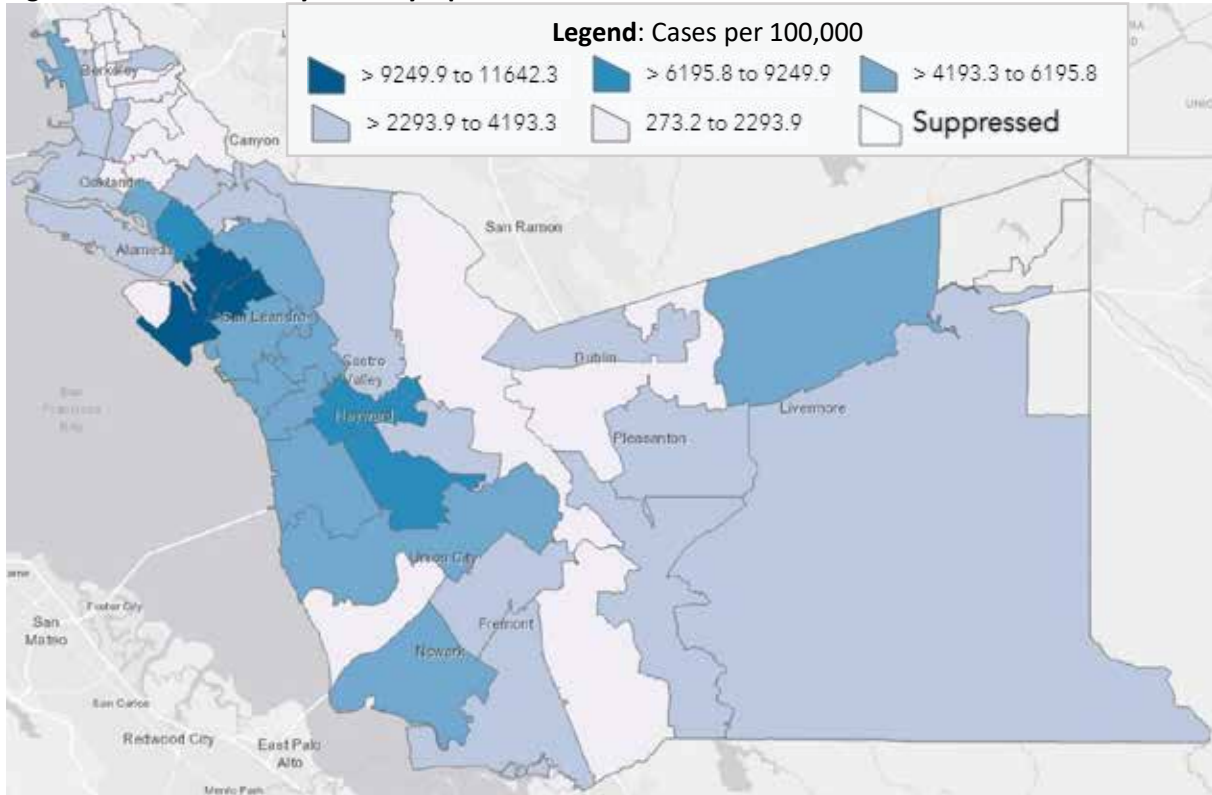 Legend: Cases per 100,000
> 9249.9 to 11642.3
> 6195.8 to 9249.9
> 4193.3 to 6195.8
> 2293.9 to 4193.3
273.2 to 2293.9
Suppressed
Berkeley
Canyon
Oakland
San Ramon
Alameda
San Leandro
Dublin
Castro
Valley
San
Francisco
Bay
Hayward
Livermore
Pleasanton
Union City
Foster City
San
Mateo
Fremont
Newark
San Carlos
Redwood City
East Palo
Alto
Menlo Park